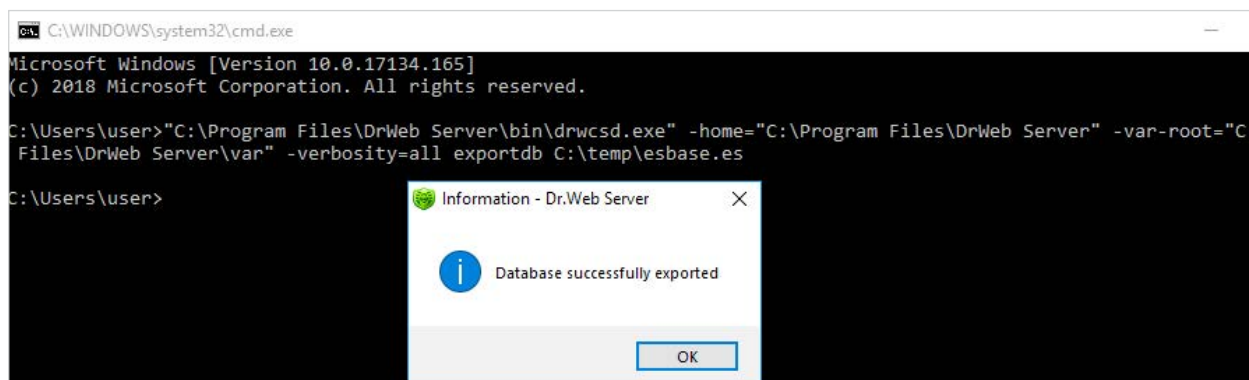 C:\WINDOWS\system32\cmd.exe
Microsoft Windows [Version 10.0.17134.165]
(c) 2018 Microsoft Corporation. All rights reserved.
C:\Users\user>"C:\Program Files\DrWeb Server\bin\drwcsd.exe" -home="C:\Program Files\DrWeb Server" -var-root="C
Files\DrWeb Server\var" -verbosity=all exportdb C:\temp\esbase.es
C:\Users\user>
Information - Dr.Web Server
Database successfully exported
OK